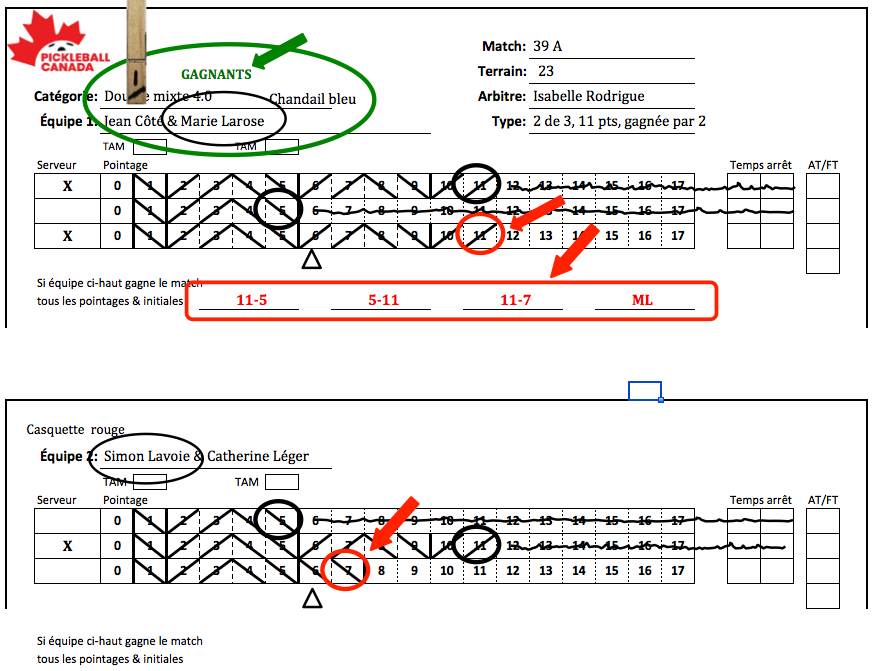 PICKLEBALL
CANADA
GAGNANTS
Match: 39 A
Terrain: 23
Catégorie: Double mixte 4.0 Chandail bleu
Arbitre: Isabelle Rodrigue
Équipe 1: Jean Côté & Marie Larose
Type: 2 de 3, 11 pts, gagnée par 2
TAM TAM
Serveur Pointage Temps arrêt AT/FT
X 0 1 2 3 4 5 6 7 8 9 10 11 12 13 14 15 16 17
0 1 2 3 4 5 6 7 8 9 10 11 12 13 14 15 16 17
X 0 1 2 3 4 5 6 7 8 9 10 11 12 13 14 15 16 17
Si équipe ci-haut gagne le match
tous les pointages & initiales 11-5 5-11 11-7 ML
Casquette rouge
Équipe 2: Simon Lavoie & Catherine Léger
TAM TAM
Serveur Pointage Temps arrêt AT/FT
0 1 2 3 4 5 6 7 8 9 10 11 12 13 14 15 16 17
X 0 1 2 3 4 5 6 7 8 9 10 11 12 13 14 15 16 17
0 1 2 3 4 5 6 7 8 9 10 11 12 13 14 15 16 17
Si équipe ci-haut gagne le match
tous les pointages & initiales